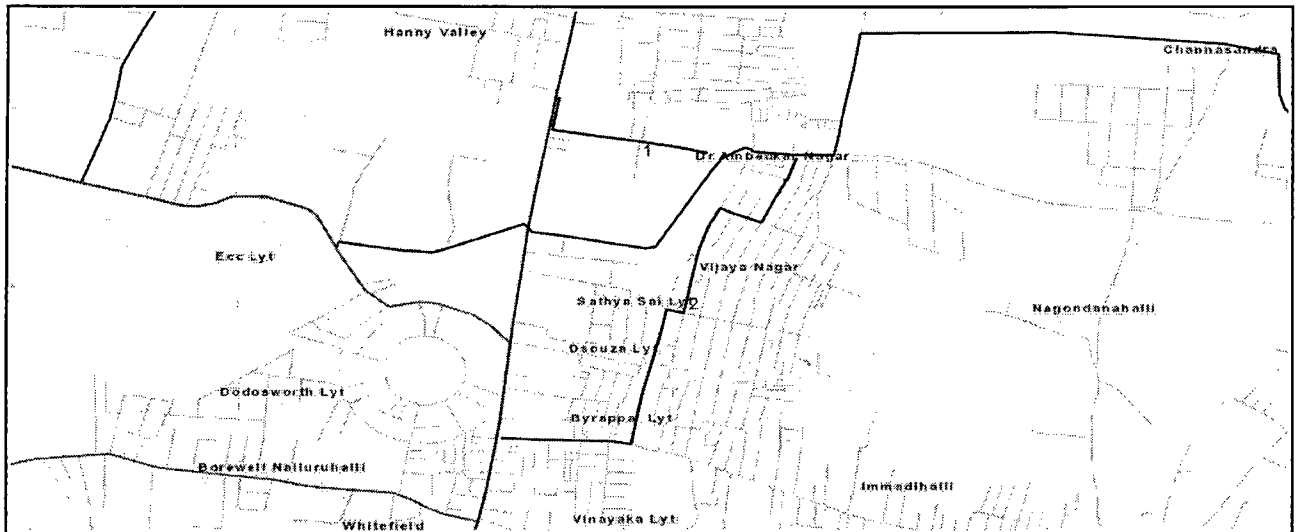 Hanny Valley
Channasandra
1
Dr.Ambedkar Nagar
Ecc Lyt
Vijaya Nagar
Sathya Sai Lyt
2
Nagondanahalli
Dsouza Lyt
Dodosworth Lyt
Byrappa Lyt
Borewell Nalluruhalli
Immadihalli
Whitefield
Vinayaka Lyt